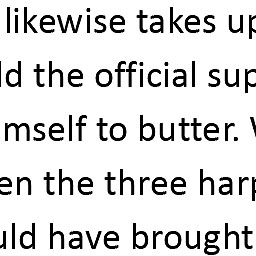 likewise takes up
ld the official sup
mself to butter.
en the three harp
uld have brought